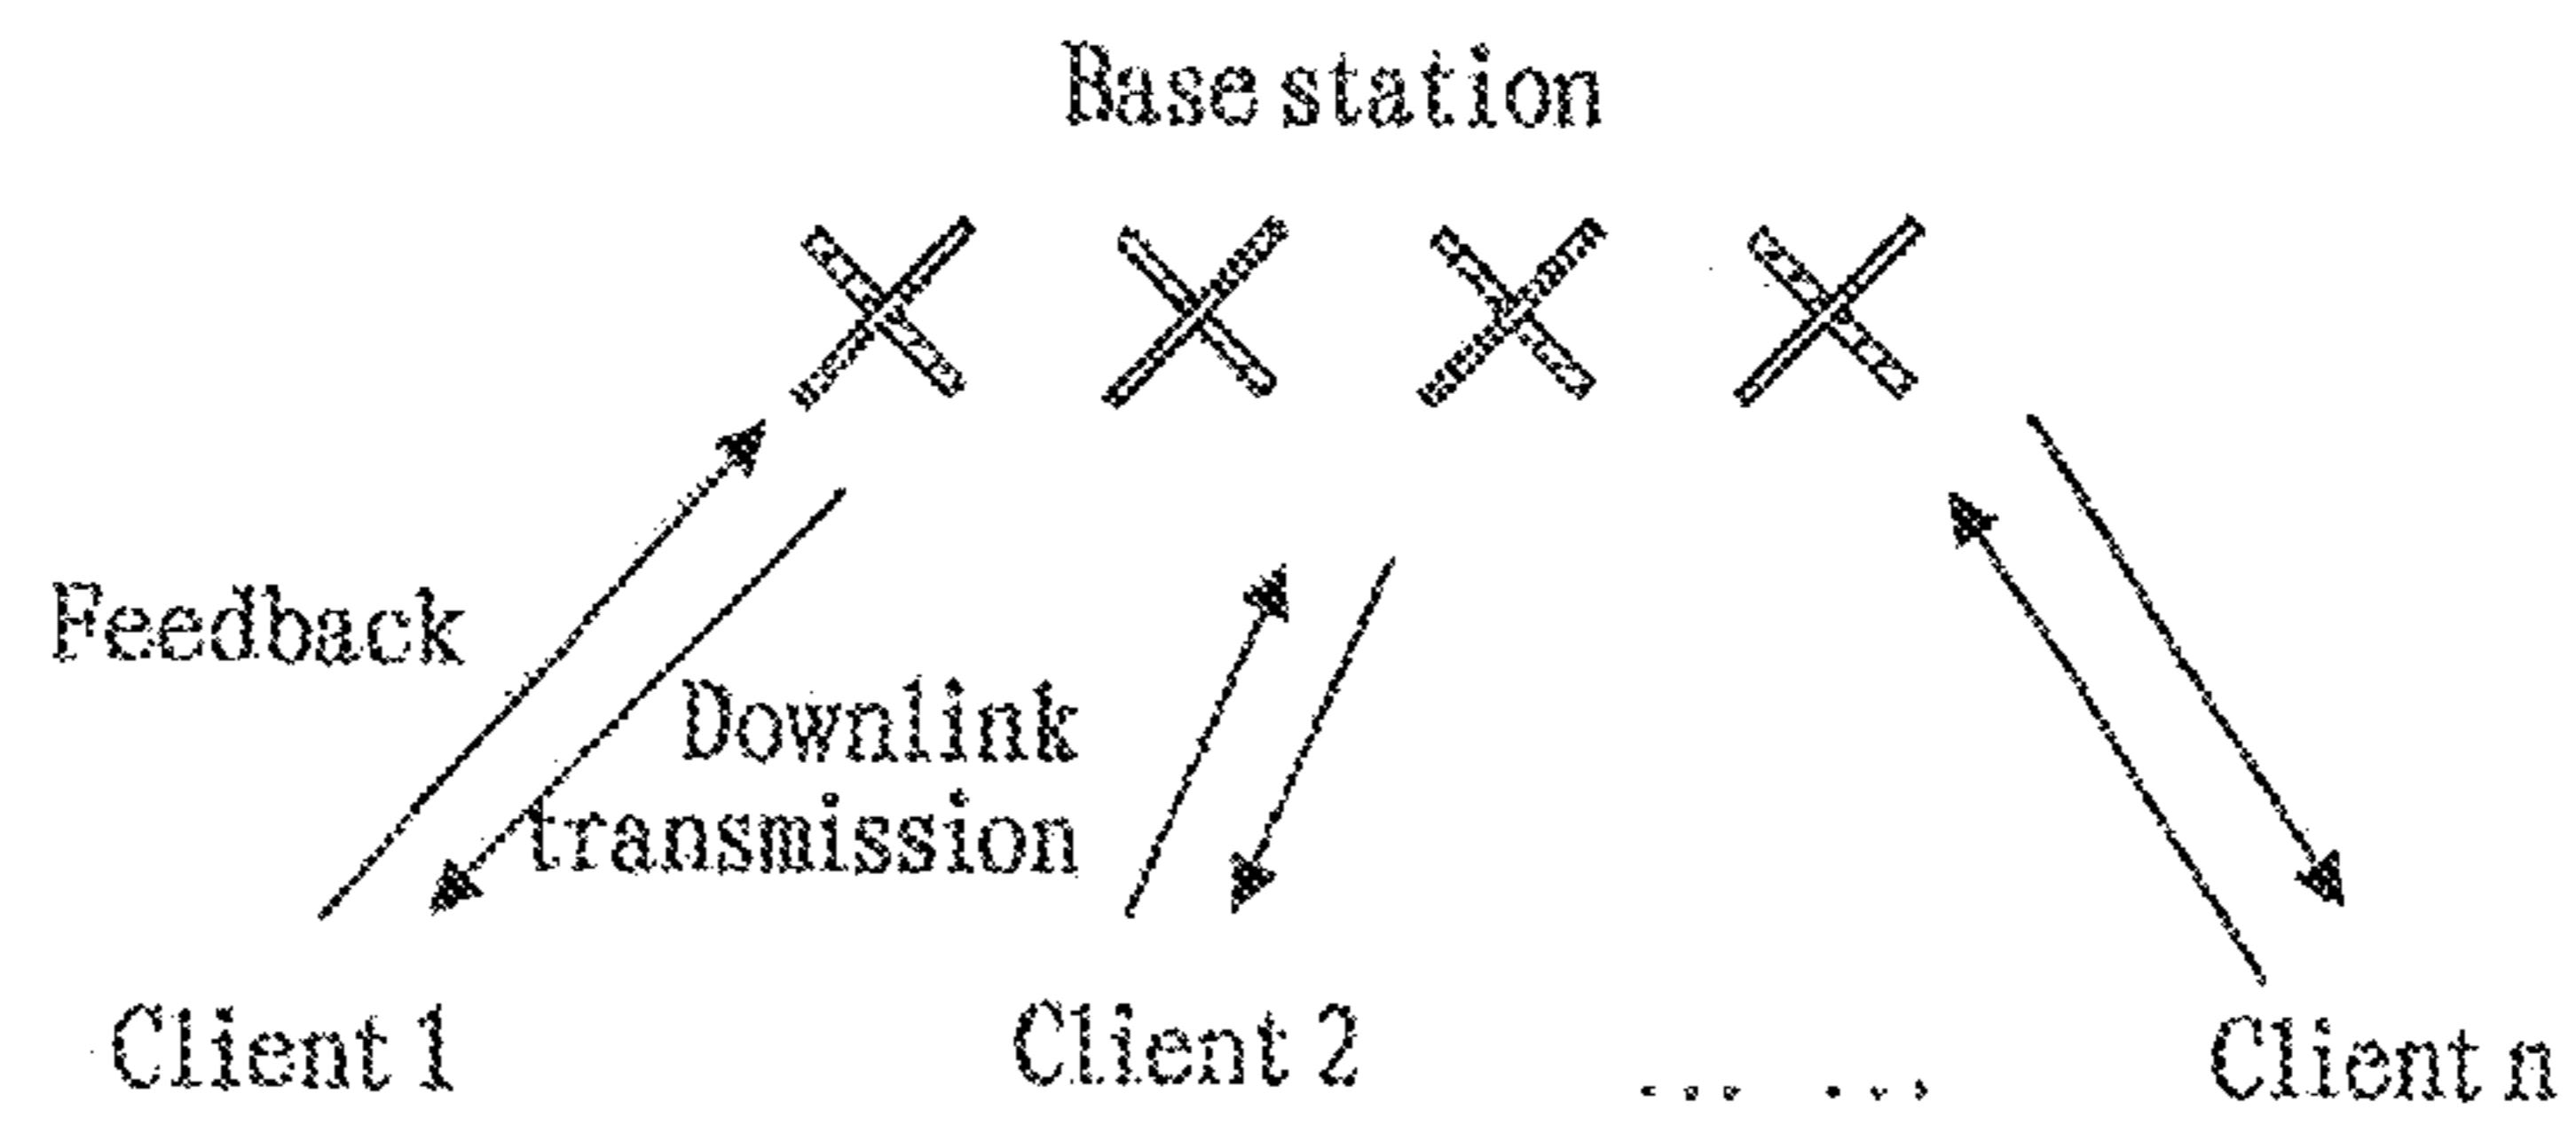 Base station
Feedback
Downlink
transmission
Client 1
Client 2
... ...
Client n